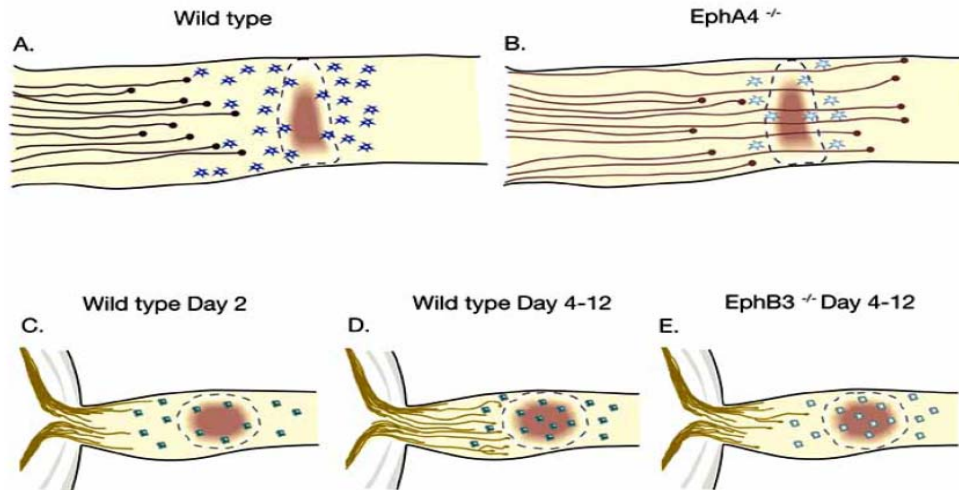 Wild type
EphA4 -/-
A.
B.
Wild type Day 2
Wild type Day 4-12
EphB3 -/- Day 4-12
C.
D.
E.